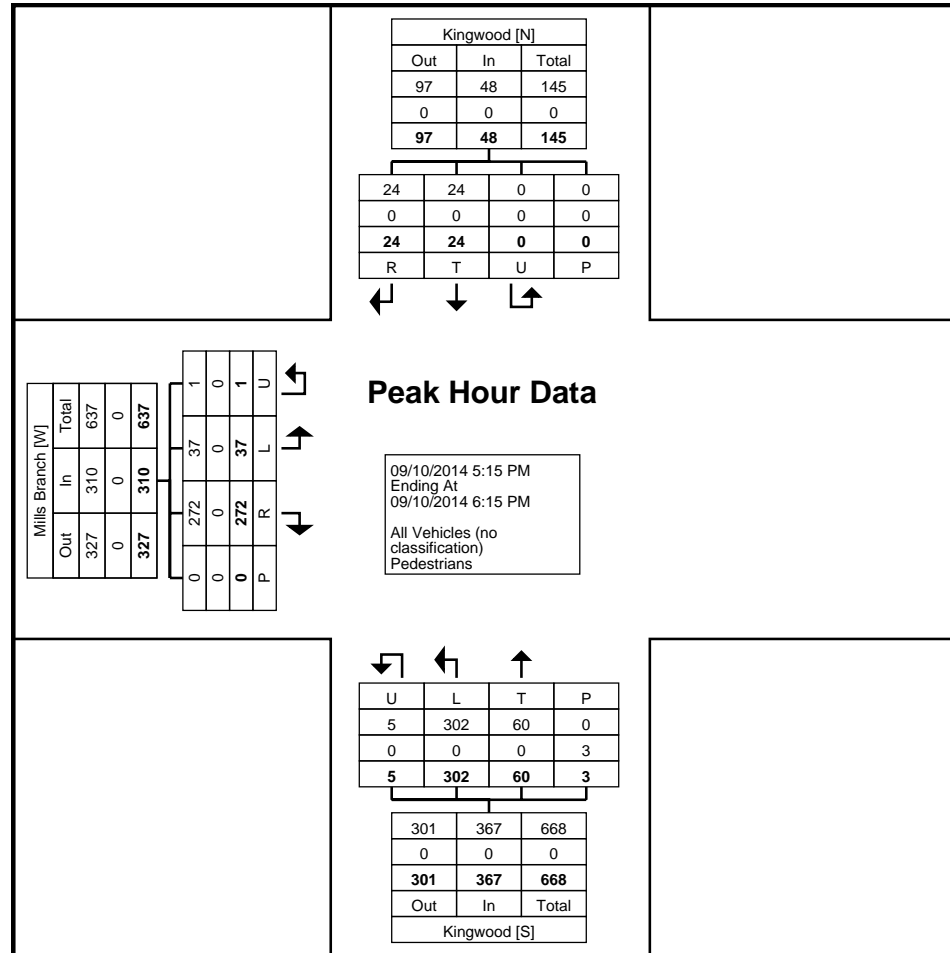 Kingwood [N]
Out In Total
97 48 145
0 0 0
97 48 145
24 24 0 0
0 0 0 0
24 24 0 0
R T U P
Mills Branch [W]
Out In Total
327 310 637
0 0 0
327 310 637
0 272 37 1
0 0 0 0
0 272 37 1
P R L U
Peak Hour Data
09/10/2014 5:15 PM
Ending At
09/10/2014 6:15 PM
All Vehicles (no
classification)
Pedestrians
U L T P
5 302 60 0
0 0 0 3
5 302 60 3
301 367 668
0 0 0
301 367 668
Out In Total
Kingwood [S]